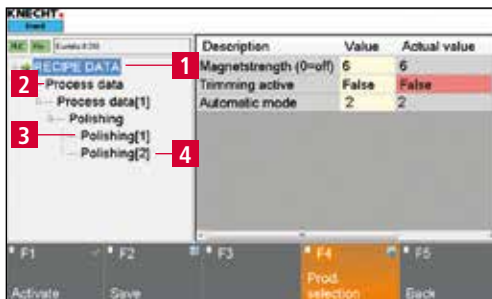 KNECHT.
Description Value Actual value
RECIPE DATA 1 Magnetstrength (0=off) 6 6
2 Process data Trimming active False False
Process data[1] Automatic mode 2 2
Polishing
3 Polishing[1]
Polishing[2] 4
F1 F2 F3 F4 F5
Activate Save Prod. selection Back